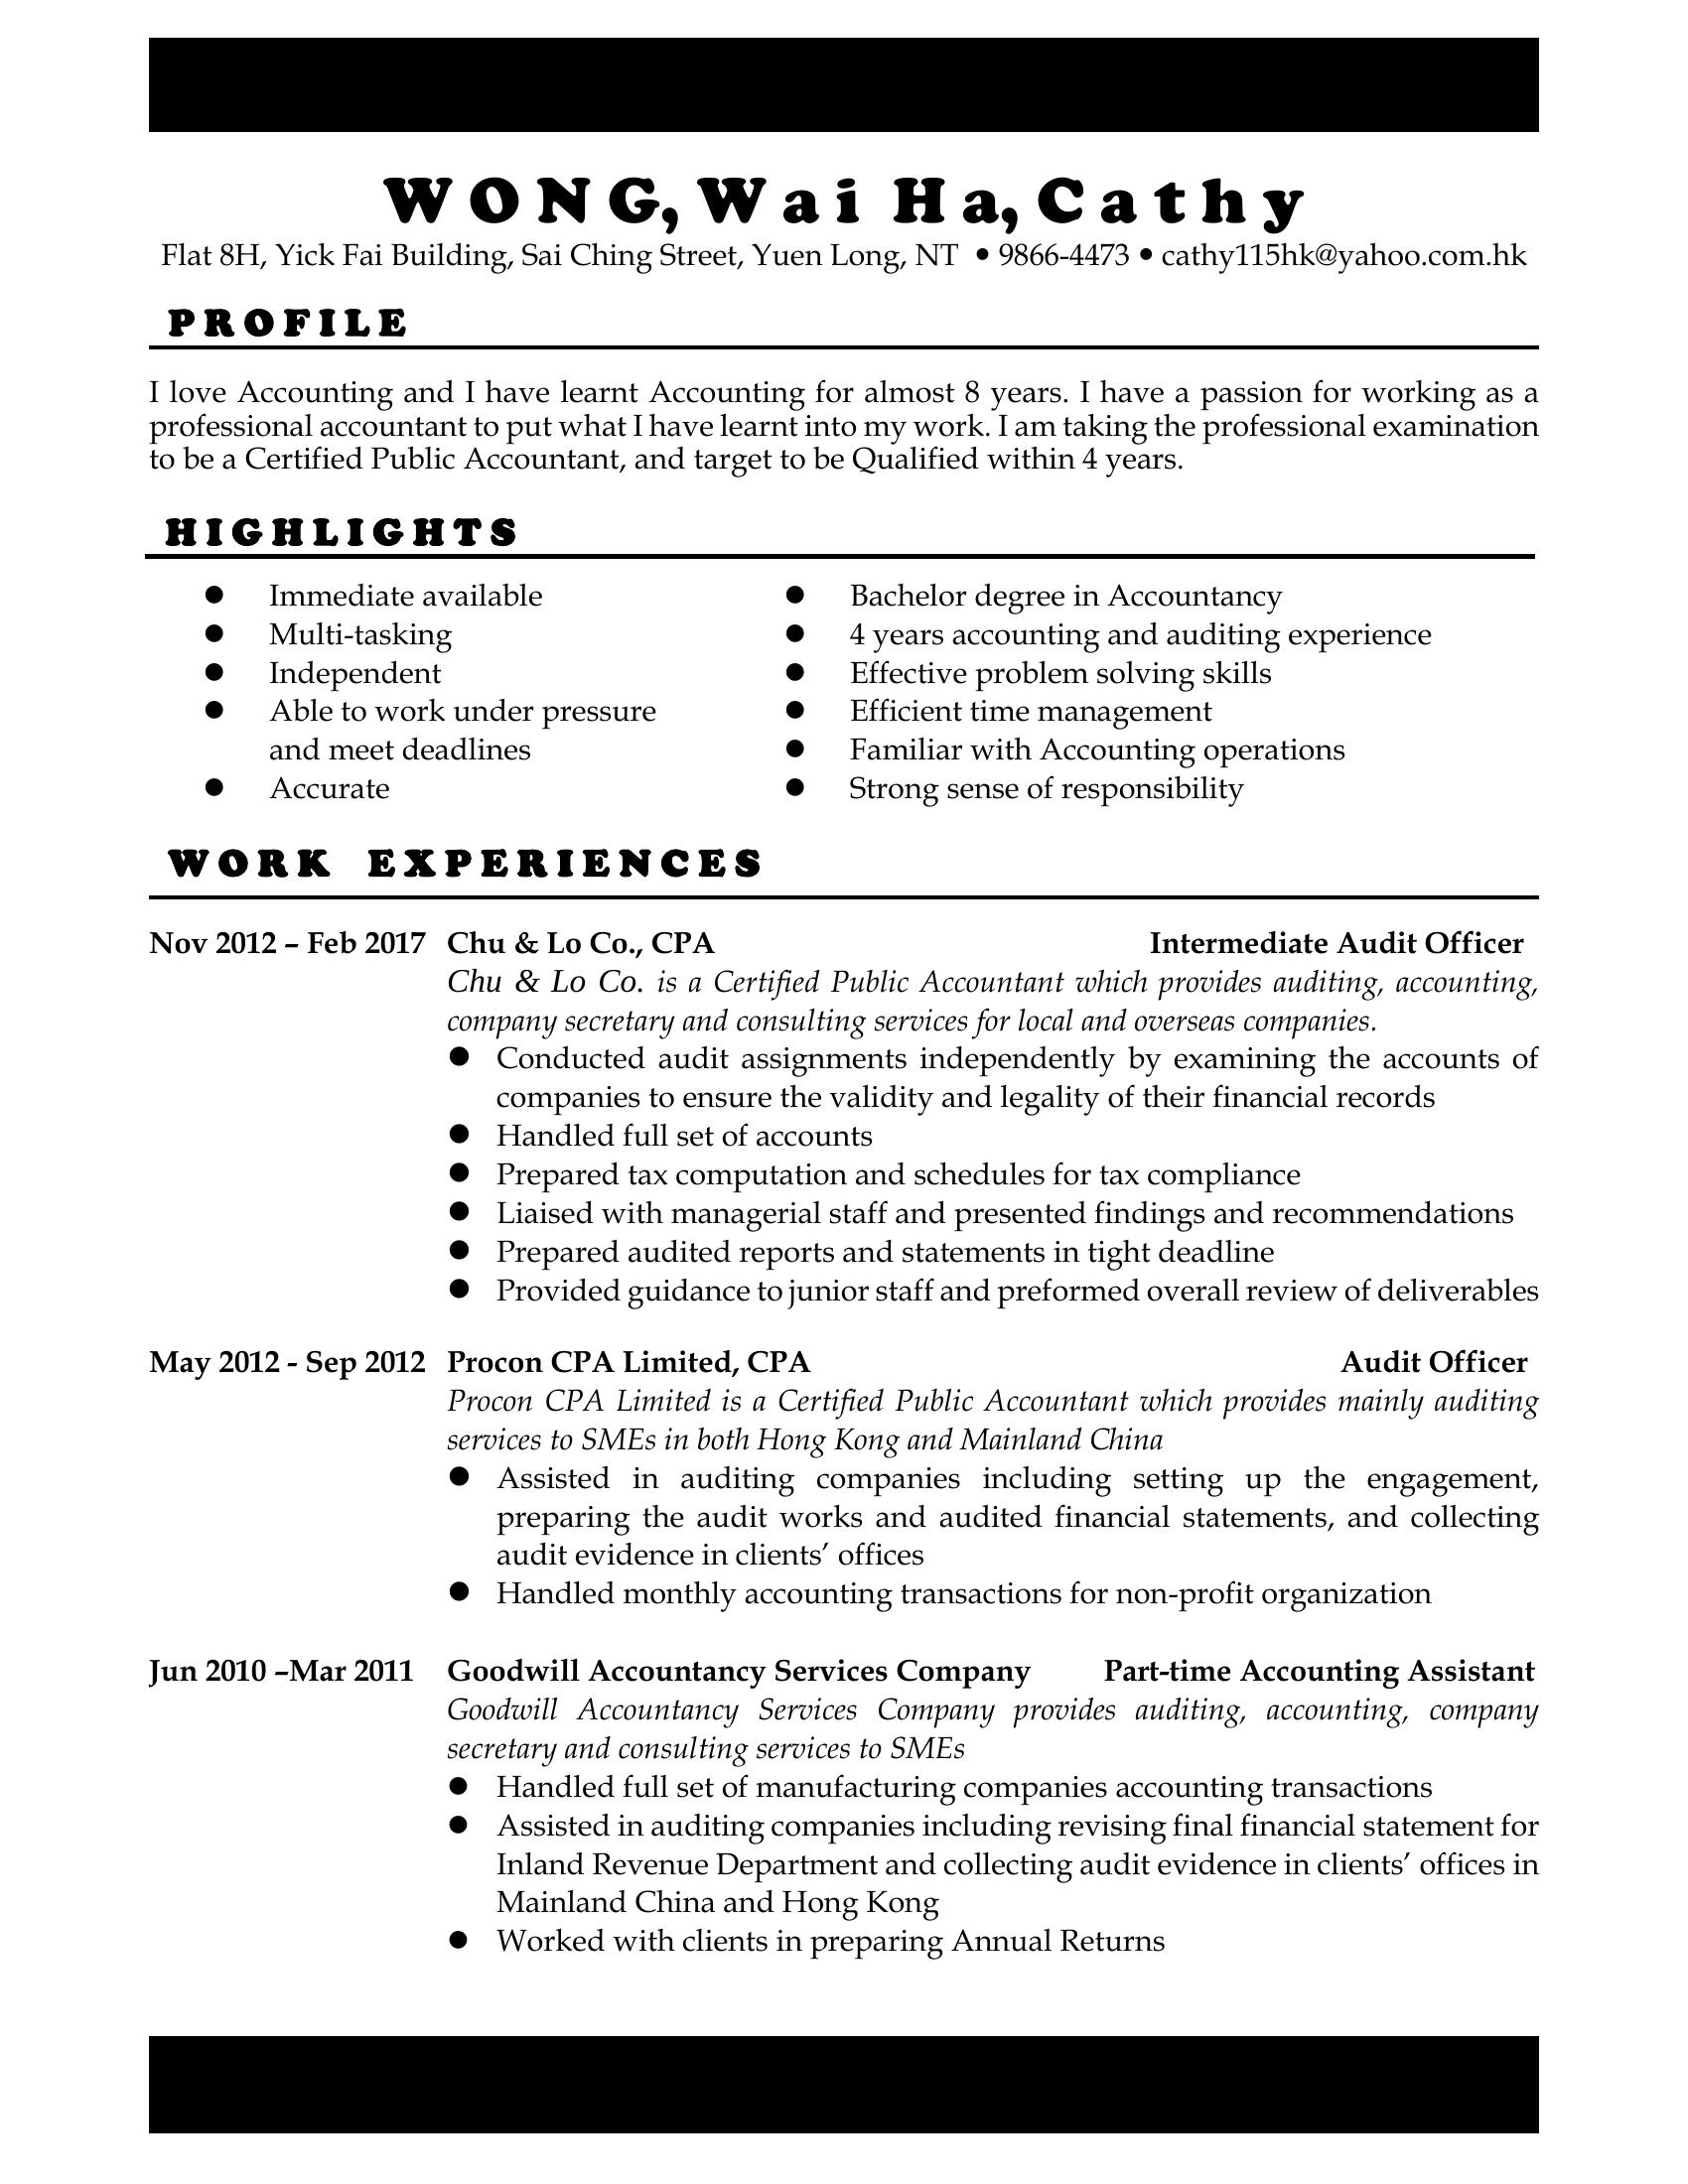 WONG, Wai Ha, Cathy
Flat 8H, Yick Fai Building, Sai Ching Street, Yuen Long, NT ● 9866-4473 ● cathy115hk@yahoo.com.hk
PROFILE
I love Accounting and I have learnt Accounting for almost 8 years. I have a passion for working as a
professional accountant to put what I have learnt into my work. I am taking the professional examination
to be a Certified Public Accountant, and target to be Qualified within 4 years.
HIGHLIGHTS
● Immediate available
● Multi-tasking
● Independent
● Able to work under pressure
and meet deadlines
● Accurate
● Bachelor degree in Accountancy
● 4 years accounting and auditing experience
● Effective problem solving skills
● Efficient time management
● Familiar with Accounting operations
● Strong sense of responsibility
WORK EXPERIENCES
Nov 2012 – Feb 2017 Chu & Lo Co., CPA Intermediate Audit Officer
Chu & Lo Co. is a Certified Public Accountant which provides auditing, accounting,
company secretary and consulting services for local and overseas companies.
● Conducted audit assignments independently by examining the accounts of
companies to ensure the validity and legality of their financial records
● Handled full set of accounts
● Prepared tax computation and schedules for tax compliance
● Liaised with managerial staff and presented findings and recommendations
● Prepared audited reports and statements in tight deadline
● Provided guidance to junior staff and preformed overall review of deliverables
May 2012 - Sep 2012 Procon CPA Limited, CPA Audit Officer
Procon CPA Limited is a Certified Public Accountant which provides mainly auditing
services to SMEs in both Hong Kong and Mainland China
● Assisted in auditing companies including setting up the engagement,
preparing the audit works and audited financial statements, and collecting
audit evidence in clients’ offices
● Handled monthly accounting transactions for non-profit organization
Jun 2010 –Mar 2011 Goodwill Accountancy Services Company Part-time Accounting Assistant
Goodwill Accountancy Services Company provides auditing, accounting, company
secretary and consulting services to SMEs
● Handled full set of manufacturing companies accounting transactions
● Assisted in auditing companies including revising final financial statement for
Inland Revenue Department and collecting audit evidence in clients’ offices in
Mainland China and Hong Kong
● Worked with clients in preparing Annual Returns